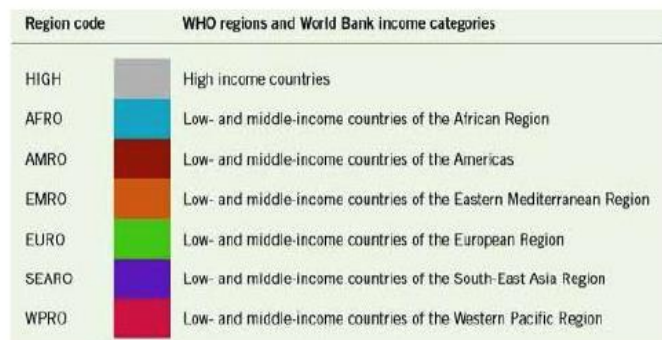 Region code WHO regions and World Bank income categories
HIGH High income countries
AFRO Low- and middle-income countries of the African Region
AMRO Low- and middle-income countries of the Americas
EMRO Low- and middle-income countries of the Eastern Mediterranean Region
EURO Low- and middle-income countries of the European Region
SEARO Low- and middle-income countries of the South-East Asia Region
WPRO Low- and middle-income countries of the Western Pacific Region